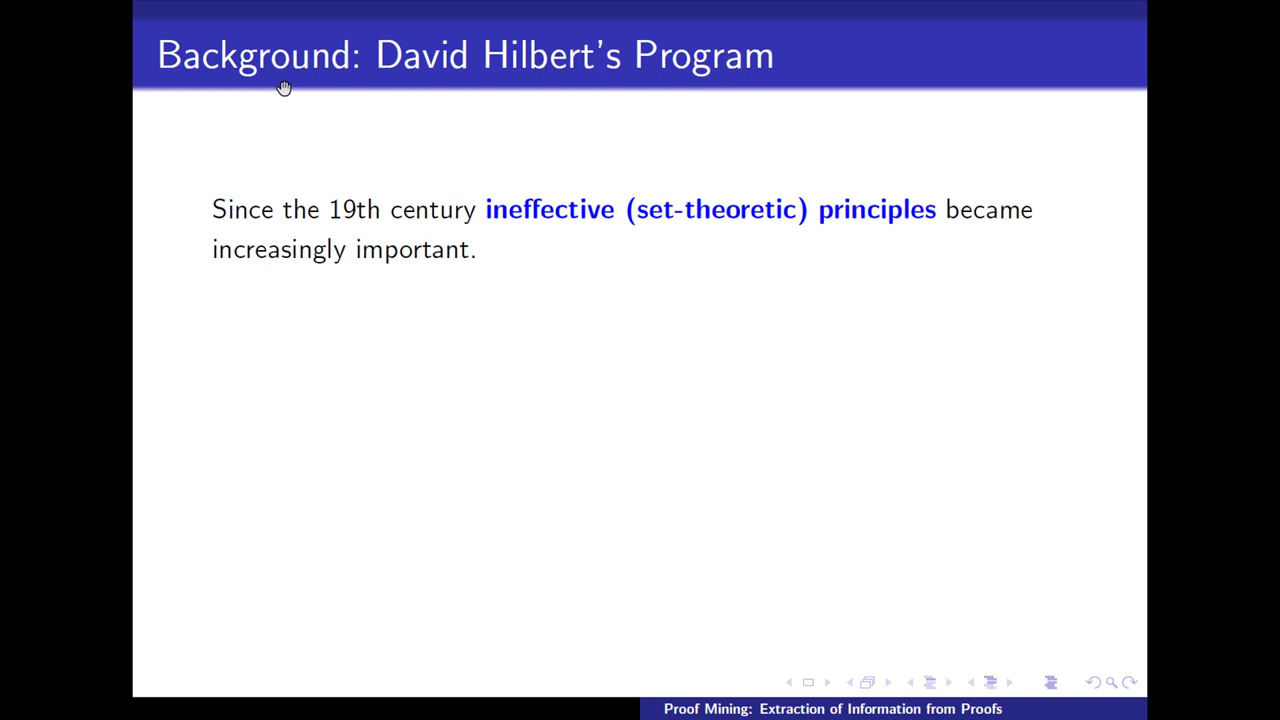 Background: David Hilbert's Program
Since the 19th century ineffective (set-theoretic) principles became
increasingly important.
Proof Mining: Extraction of Information from Proofs